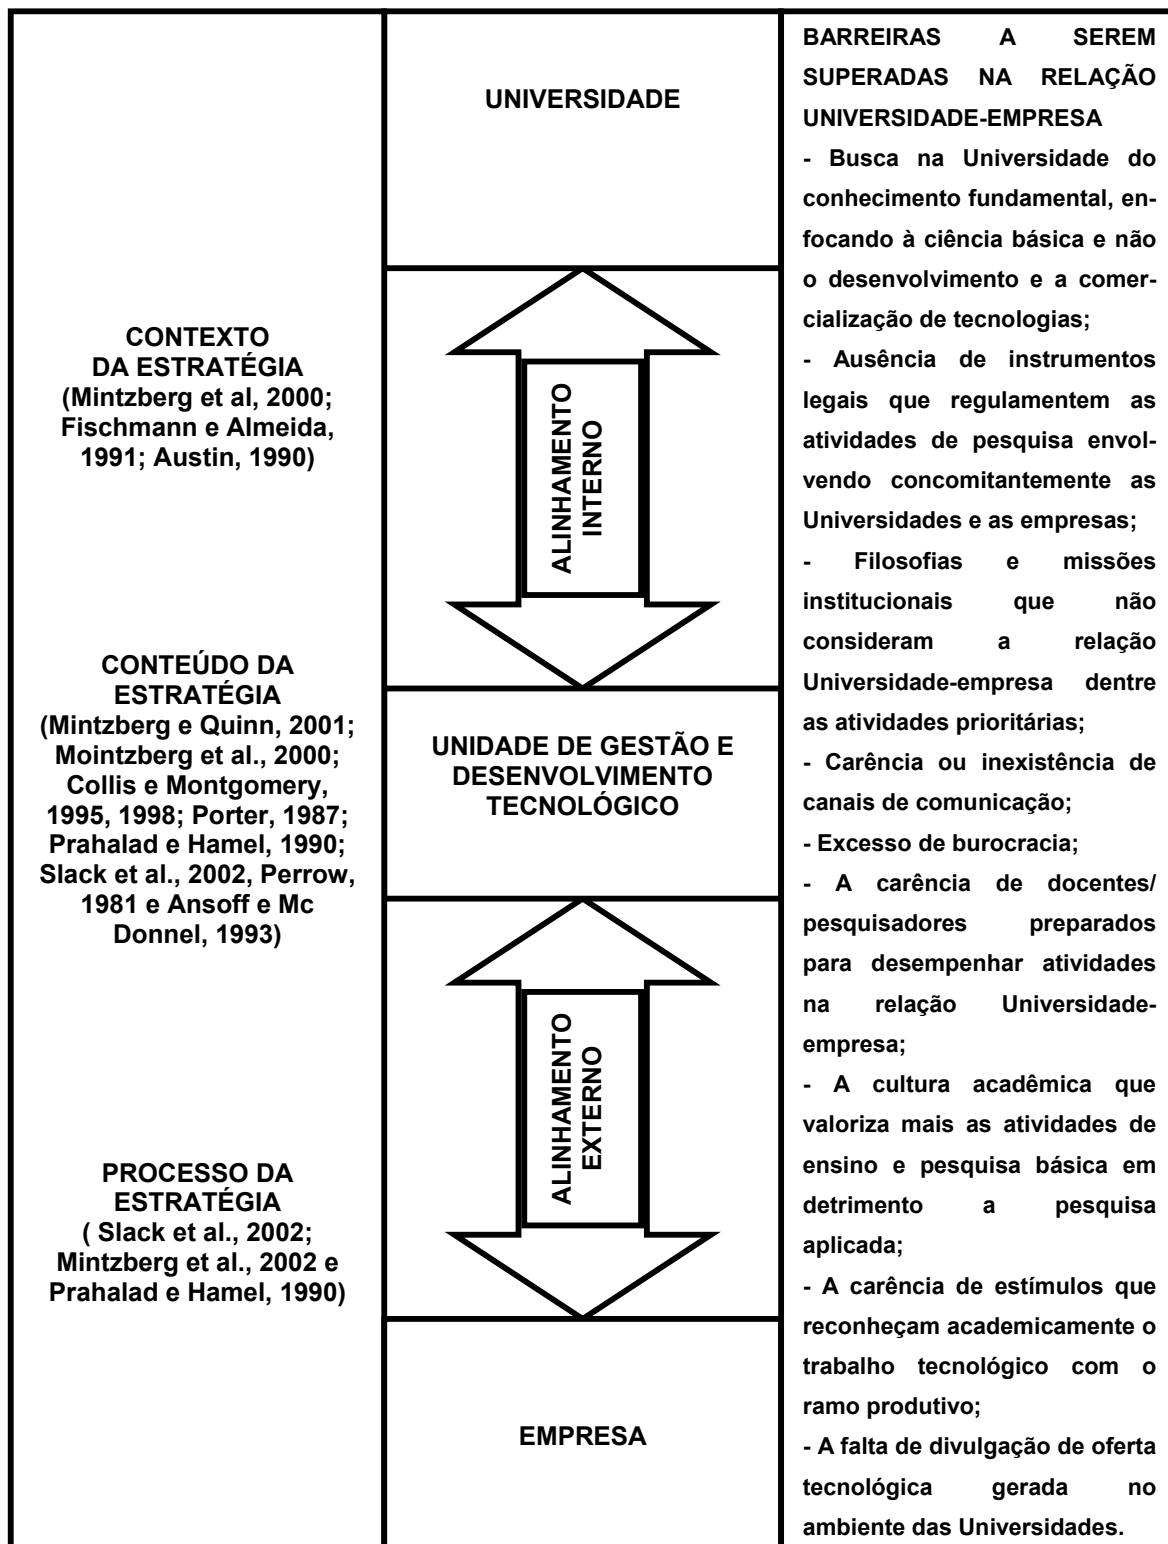 CONTEXTO
DA ESTRATÉGIA
(Mintzberg et al, 2000;
Fischmann e Almeida,
1991; Austin, 1990)
CONTEÚDO DA
ESTRATÉGIA
(Mintzberg e Quinn, 2001;
Mointzberg et al., 2000;
Collis e Montgomery,
1995, 1998; Porter, 1987;
Prahalad e Hamel, 1990;
Slack et al., 2002, Perrow,
1981 e Ansoff e Mc
Donnel, 1993)
PROCESSO DA
ESTRATÉGIA
( Slack et al., 2002;
Mintzberg et al., 2002 e
Prahalad e Hamel, 1990)
UNIVERSIDADE
ALINHAMENTO
INTERNO
UNIDADE DE GESTÃO E
DESENVOLVIMENTO
TECNOLÓGICO
ALINHAMENTO
EXTERNO
EMPRESA
BARREIRAS A SEREM
SUPERADAS NA RELAÇÃO
UNIVERSIDADE-EMPRESA
- Busca na Universidade do
conhecimento fundamental, en-
focando à ciência básica e não
o desenvolvimento e a comer-
cialização de tecnologias;
- Ausência de instrumentos
legais que regulamentem as
atividades de pesquisa envol-
vendo concomitantemente as
Universidades e as empresas;
- Filosofias e missões
institucionais que não
consideram a relação
Universidade-empresa dentre
as atividades prioritárias;
- Carência ou inexistência de
canais de comunicação;
- Excesso de burocracia;
- A carência de docentes/
pesquisadores preparados
para desempenhar atividades
na relação Universidade-
empresa;
- A cultura acadêmica que
valoriza mais as atividades de
ensino e pesquisa básica em
detrimento a pesquisa
aplicada;
- A carência de estímulos que
reconheçam academicamente o
trabalho tecnológico com o
ramo produtivo;
- A falta de divulgação de oferta
tecnológica gerada no
ambiente das Universidades.